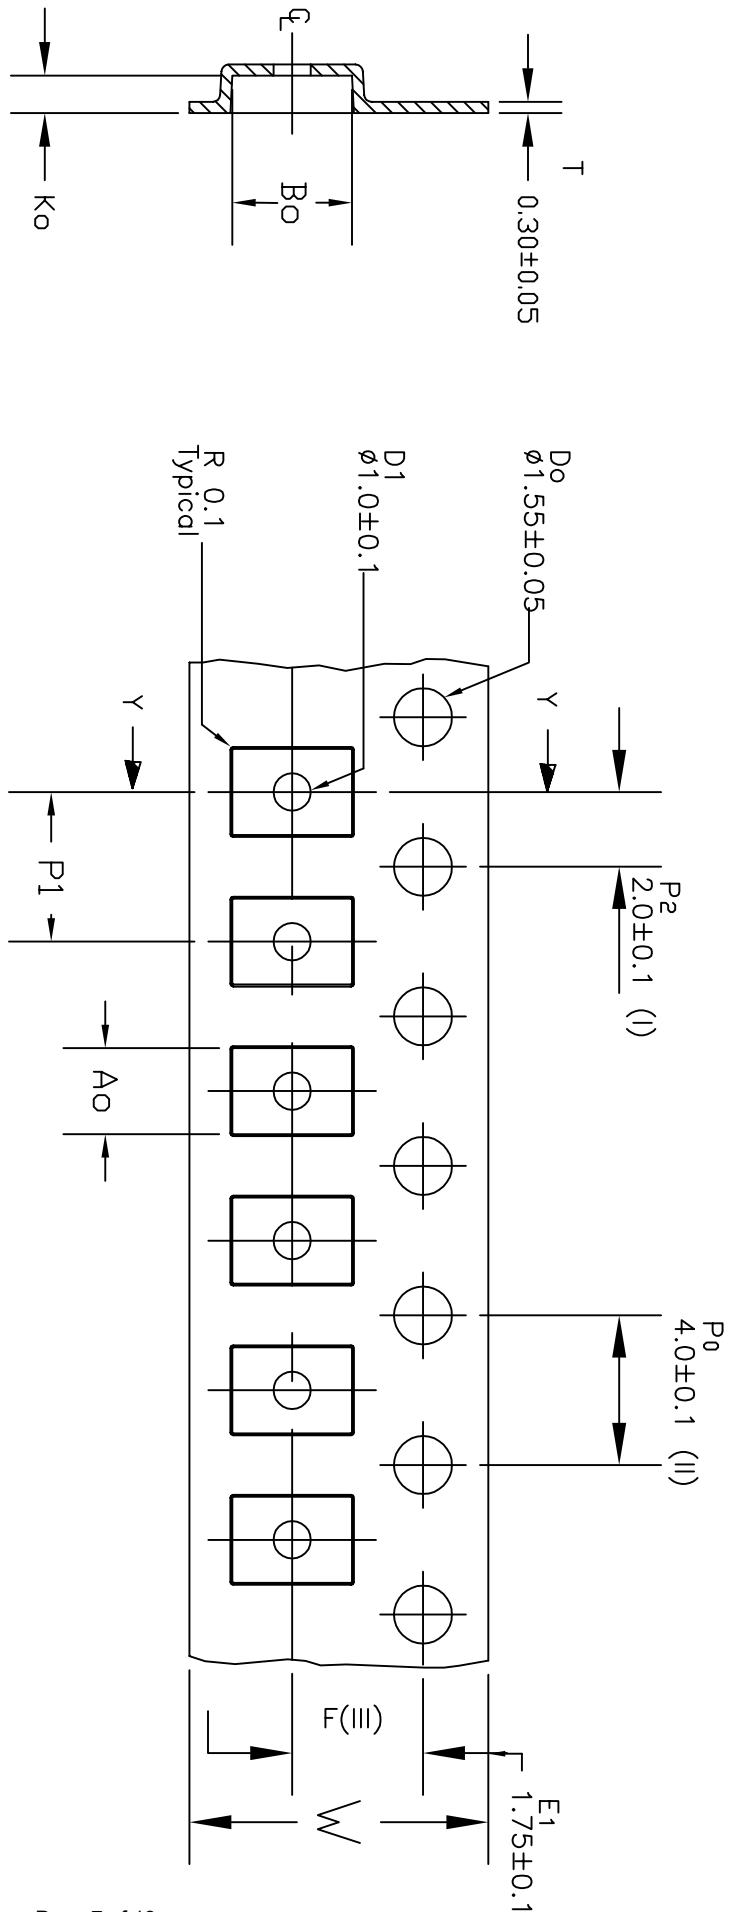 Po
4.0±0.1 (II)
P2
2.0±0.1 (I)
T
0.30±0.05
Do
ø1.55±0.05
Y
E1
1.75±0.1
D1
ø1.0±0.1
F(III)
W
CL
Bo
R 0.1
Typical
Y
Ao
P1
Ko